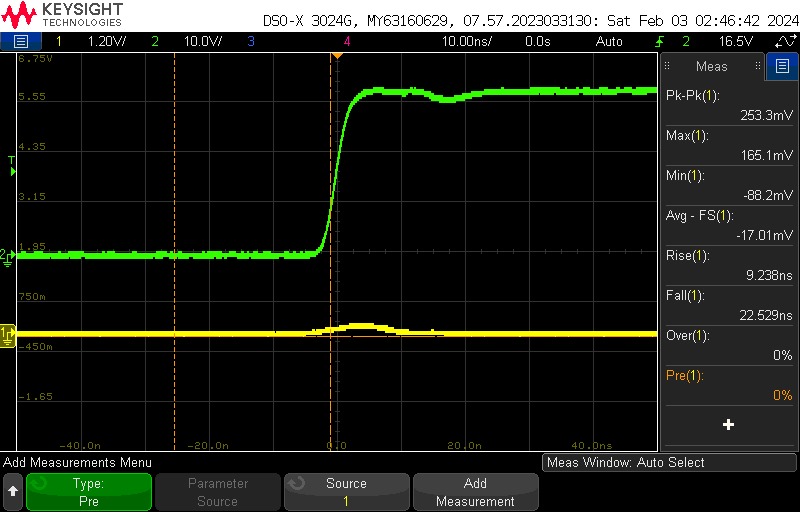 KEYSIGHT
TECHNOLOGIES
DSO-X 3024G, MY63160629, 07.57.2023033130: Sat Feb 03 02:46:42 2024
1 1.20V/ 2 10.0V/ 3 4 10.00ns/ 0.0s Auto 2 16.5V
6.75V
5.55
4.35
T
3.15
1.95
2
750m
1
-450m
-1.65
-40.0n -20.0n 0.0 20.0n 40.0ns
Meas
Pk-Pk(1):
253.3mV
Max(1):
165.1mV
Min(1):
-88.2mV
Avg - FS(1):
-17.01mV
Rise(1):
9.238ns
Fall(1):
22.529ns
Over(1):
0%
Pre(1):
0%
+
Add Measurements Menu
Meas Window: Auto Select
Type:
Pre
Parameter
Source
Source
1
Add
Measurement